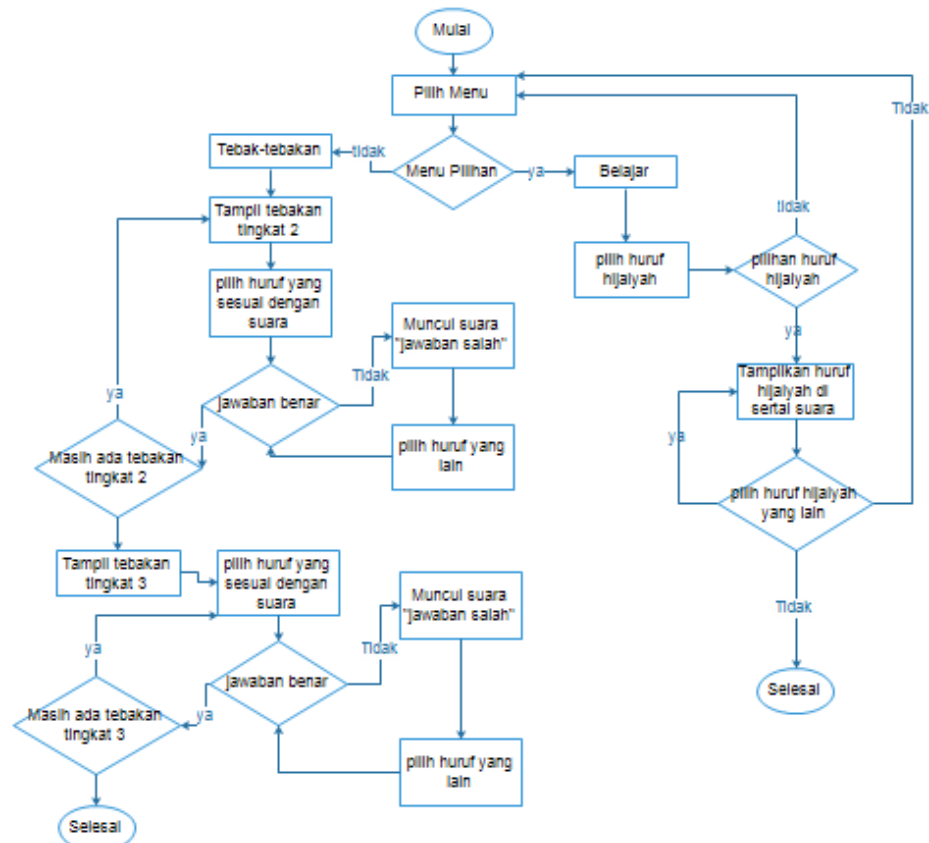 Mulai
Pilih Menu
Tidak
Tebak-tebakan
tidak
Menu Pilihan
ya
Belajar
Tampil tebakan
tingkat 2
tidak
pilih huruf
hijaiyah
pilihan huruf
hijaiyah
pilih huruf yang
sesuai dengan
suara
Muncul suara
"jawaban salah"
ya
Tidak
Tampilkan huruf
hijaiyah di
sertai suara
ya
jawaban benar
ya
pilih huruf yang
lain
ya
Masih ada tebakan
tingkat 2
pilih huruf hijaiyah
yang lain
Tampil tebakan
tingkat 3
pilih huruf yang
sesuai dengan
suara
Muncul suara
"jawaban salah"
Tidak
ya
Tidak
jawaban benar
Selesai
Masih ada tebakan
tingkat 3
ya
pilih huruf yang
lain
Selesai